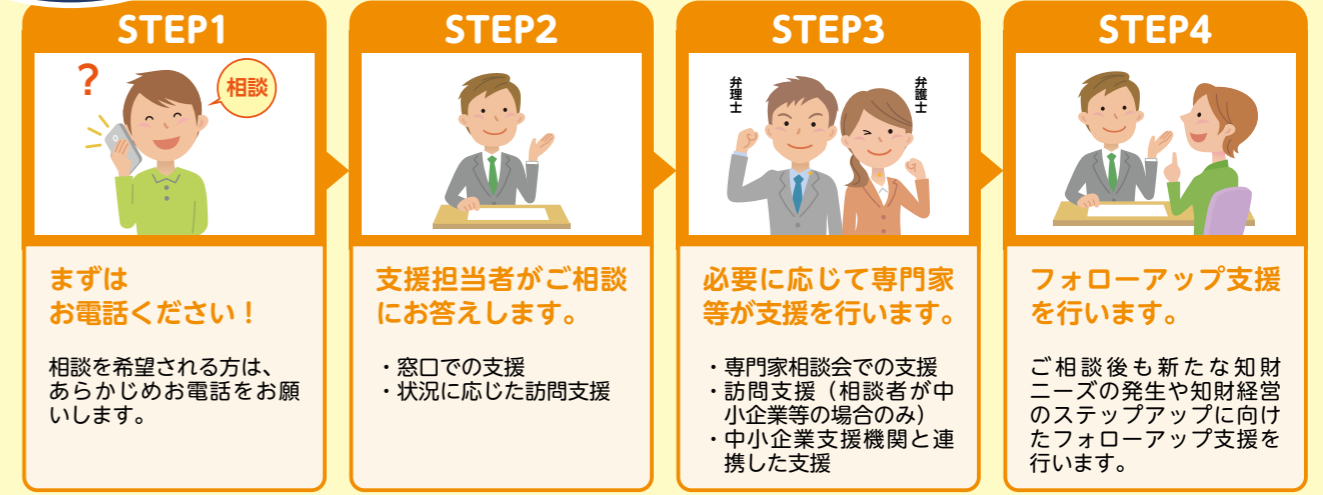 STEP1
?
相談
まずは
お電話ください！
相談を希望される方は、
あらかじめお電話をお願
いします。
STEP2
支援担当者がご相談
にお答えします。
・窓口での支援
・状況に応じた訪問支援
STEP3
弁理士
弁護士
必要に応じて専門家
等が支援を行います。
・専門家相談会での支援
・訪問支援（相談者が中
小企業等の場合のみ）
・中小企業支援機関と連
携した支援
STEP4
フォローアップ支援
を行います。
ご相談後も新たな知財
ニーズの発生や知財経営
のステップアップに向け
たフォローアップ支援を
行います。